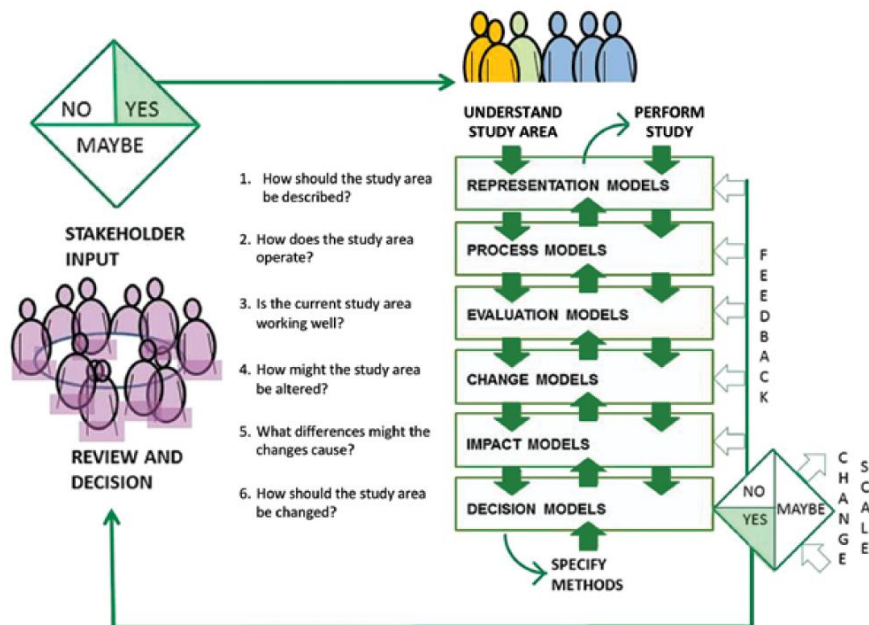 NO
YES
MAYBE
STAKEHOLDER
INPUT
REVIEW AND
DECISION
UNDERSTAND
STUDY AREA
PERFORM
STUDY
1. How should the study area
be described?
REPRESENTATION MODELS
2. How does the study area
operate?
PROCESS MODELS
3. Is the current study area
working well?
EVALUATION MODELS
4. How might the study area
be altered?
CHANGE MODELS
5. What differences might the
changes cause?
IMPACT MODELS
6. How should the study area
be changed?
DECISION MODELS
SPECIFY
METHODS
FEEDBACK
NO
YES
MAYBE
CHANGE
SCALE